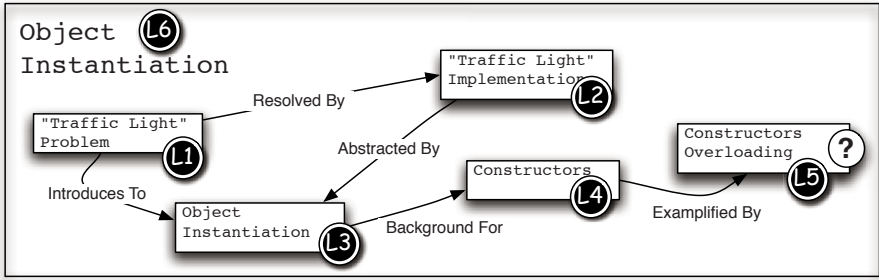 Object L6
Instantiation
"Traffic Light"
Implementation
L2
Resolved By
"Traffic Light"
Problem
L1
Constructors
Overloading
?
L5
Abstracted By
Constructors
L4
Introduces To
Object
Instantiation
L3
Background For
Examplified By